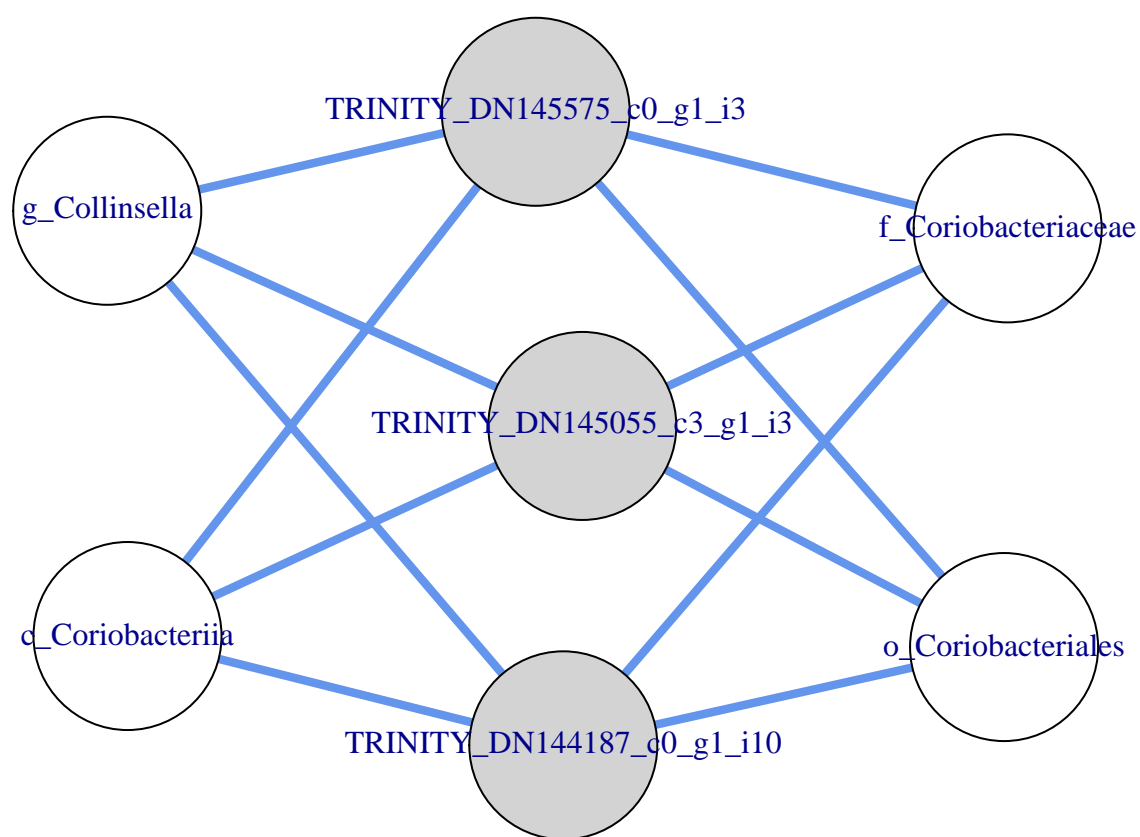 TRINITY_DN145575_c0_g1_i3
g_Collinsella
f_Coriobacteriaceae
TRINITY_DN145055_c3_g1_i3
c_Coriobacteriia
o_Coriobacteriales
TRINITY_DN144187_c0_g1_i10